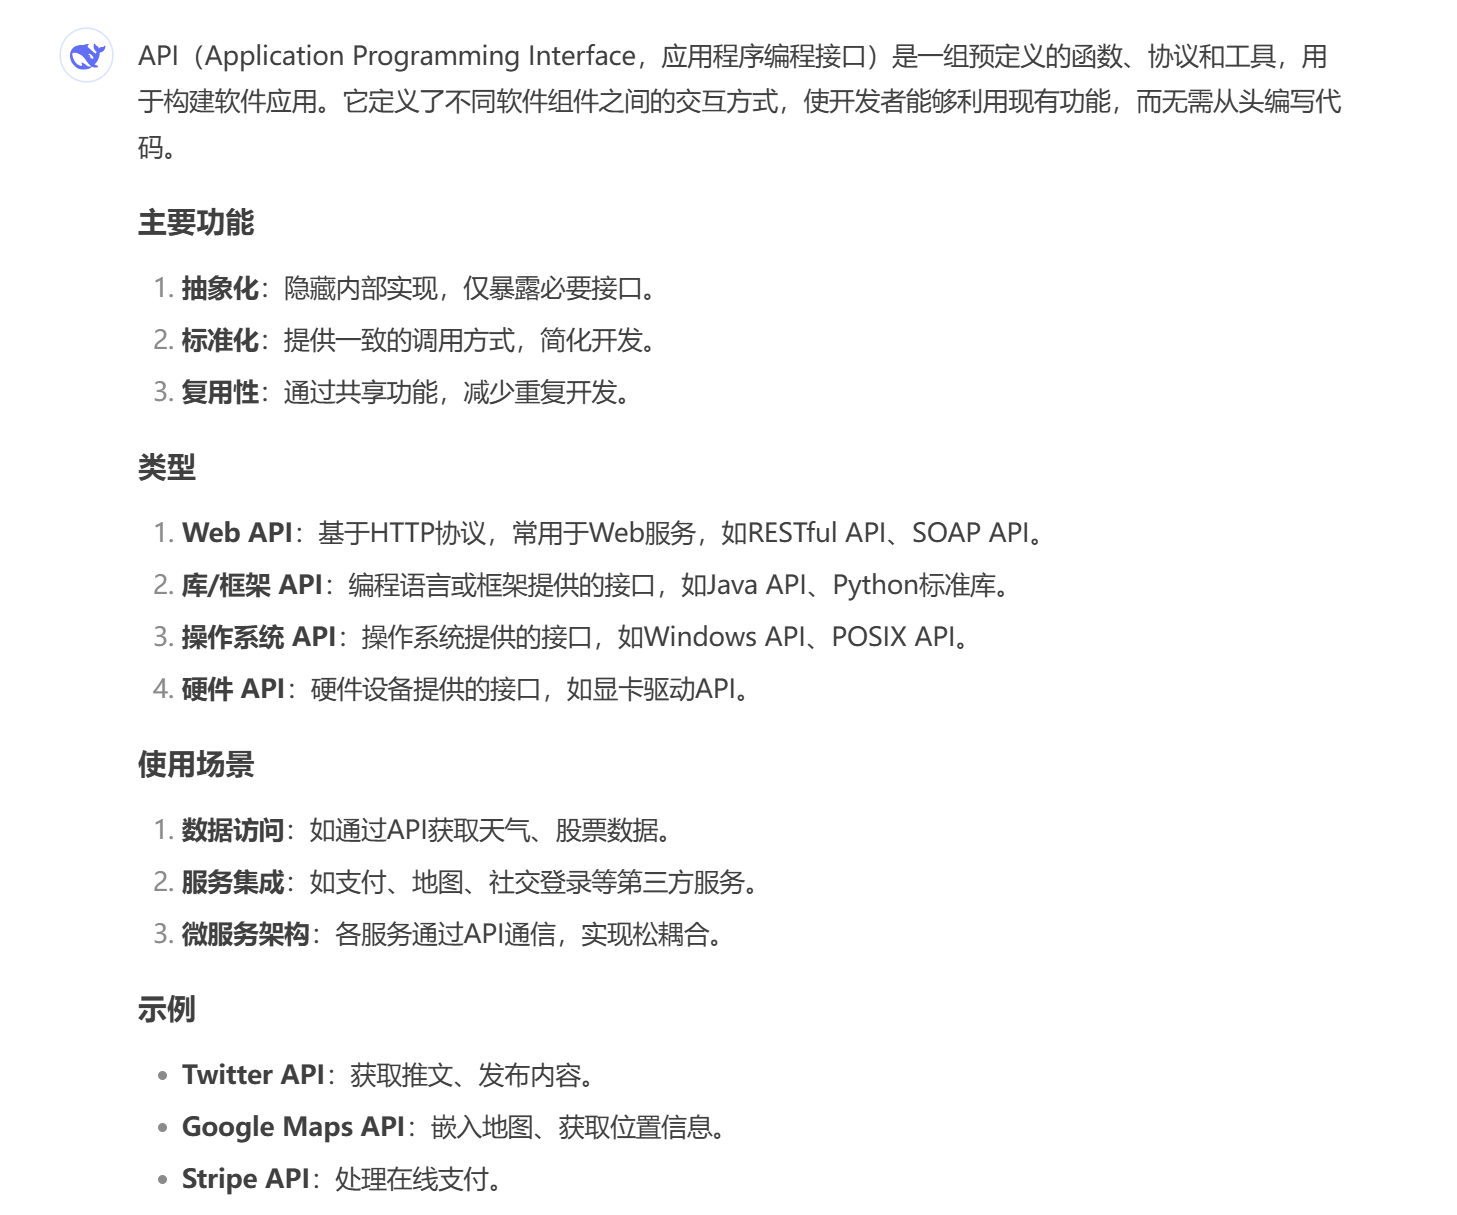 API（Application Programming Interface，应用程序编程接口）是一组预定义的函数、协议和工具，用
于构建软件应用。它定义了不同软件组件之间的交互方式，使开发者能够利用现有功能，而无需从头编写代
码。
主要功能
1. 抽象化：隐藏内部实现，仅暴露必要接口。
2. 标准化：提供一致的调用方式，简化开发。
3. 复用性：通过共享功能，减少重复开发。
类型
1. Web API：基于HTTP协议，常用于Web服务，如RESTful API、SOAP API。
2. 库/框架 API：编程语言或框架提供的接口，如Java API、Python标准库。
3. 操作系统 API：操作系统提供的接口，如Windows API、POSIX API。
4. 硬件 API：硬件设备提供的接口，如显卡驱动API。
使用场景
1. 数据访问：如通过API获取天气、股票数据。
2. 服务集成：如支付、地图、社交登录等第三方服务。
3. 微服务架构：各服务通过API通信，实现松耦合。
示例
• Twitter API：获取推文、发布内容。
• Google Maps API：嵌入地图、获取位置信息。
• Stripe API：处理在线支付。